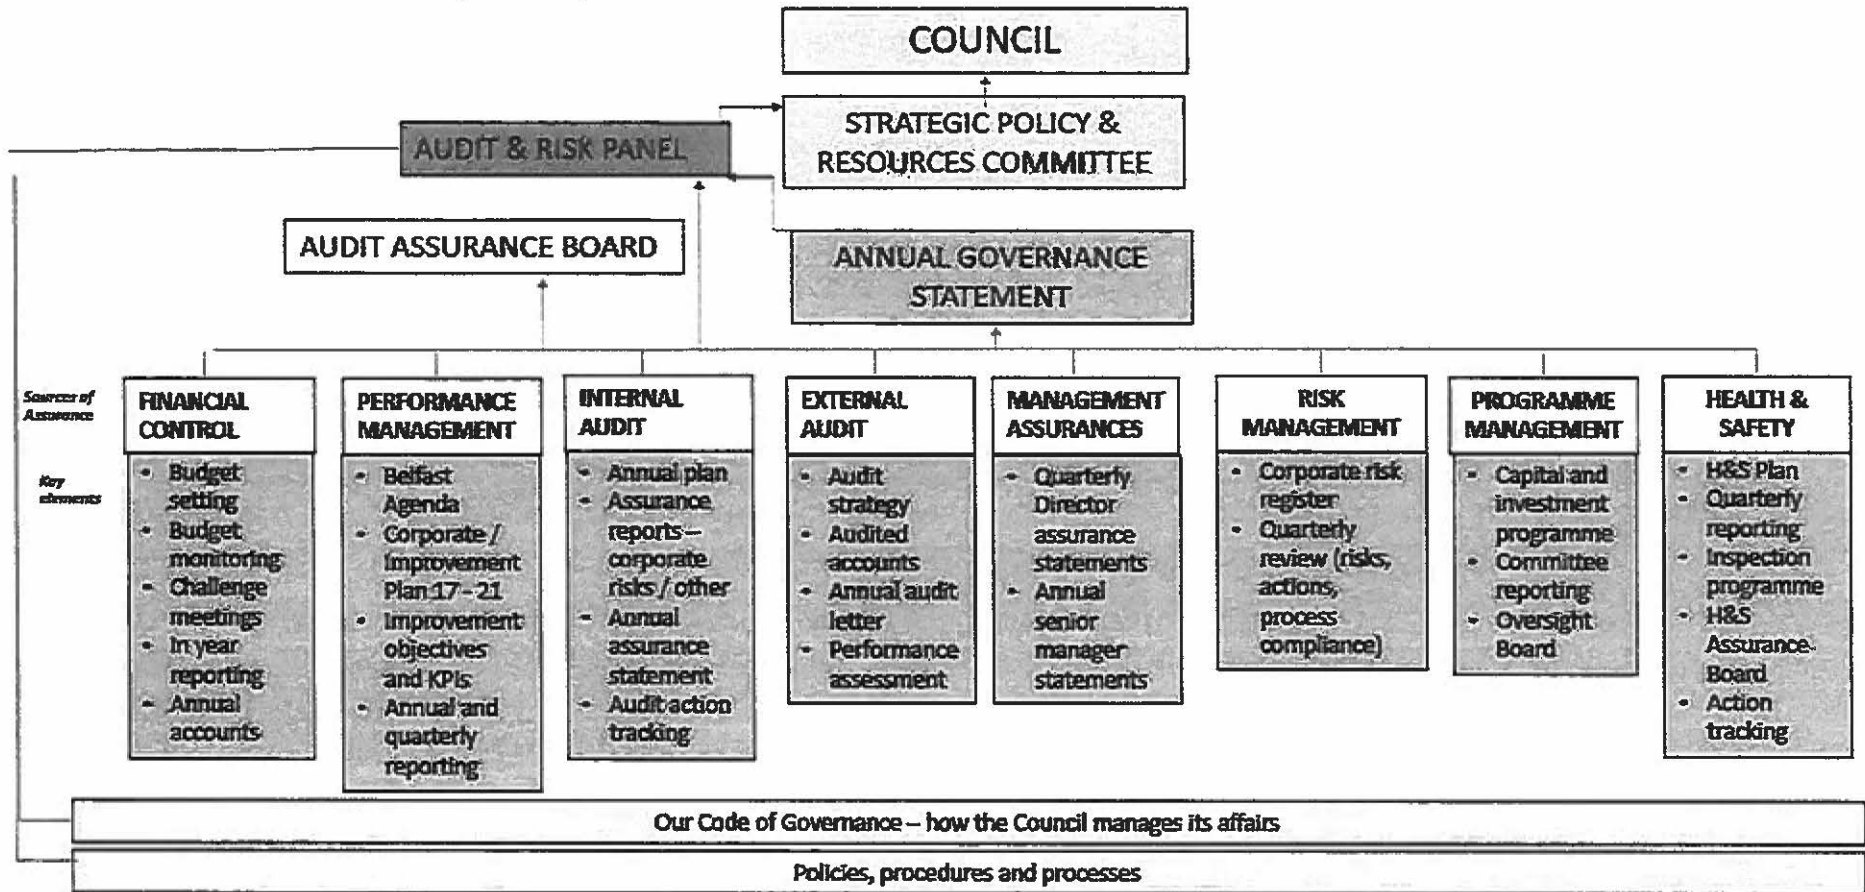 COUNCIL
STRATEGIC POLICY &
RESOURCES COMMITTEE
AUDIT & RISK PANEL
AUDIT ASSURANCE BOARD
ANNUAL GOVERNANCE
STATEMENT
Sources of
Assurance
Key
elements
FINANCIAL
CONTROL
- Budget
setting
- Budget
monitoring
- Challenge
meetings
- In year
reporting
- Annual
accounts
PERFORMANCE
MANAGEMENT
- Belfast
Agenda
- Corporate /
Improvement
Plan 17 – 21
- Improvement
objectives
and KPIs
- Annual and
quarterly
reporting
INTERNAL
AUDIT
- Annual plan
- Assurance
reports –
corporate
risks / other
- Annual
assurance
statement
- Audit action
tracking
EXTERNAL
AUDIT
- Audit
strategy
- Audited
accounts
- Annual audit
letter
- Performance
assessment
MANAGEMENT
ASSURANCES
- Quarterly
Director
assurance
statements
- Annual
senior
manager
statements
RISK
MANAGEMENT
- Corporate risk
register
- Quarterly
review (risks,
actions,
process
compliance)
PROGRAMME
MANAGEMENT
- Capital and
investment
programme
- Committee
reporting
- Oversight
Board
HEALTH &
SAFETY
- H&S Plan
- Quarterly
reporting
- Inspection
programme
- H&S
Assurance
Board
- Action
tracking
Our Code of Governance – how the Council manages its affairs
Policies, procedures and processes